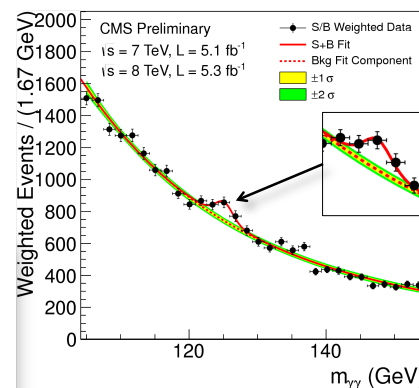 CMS Preliminary
√s = 7 TeV, L = 5.1 fb⁻¹
√s = 8 TeV, L = 5.3 fb⁻¹
S/B Weighted Data
S+B Fit
Bkg Fit Component
±1 σ
±2 σ
Weighted Events / (1.67 GeV)
2000
1800
1600
1400
1200
1000
800
600
400
200
0
120
140
mγγ (GeV